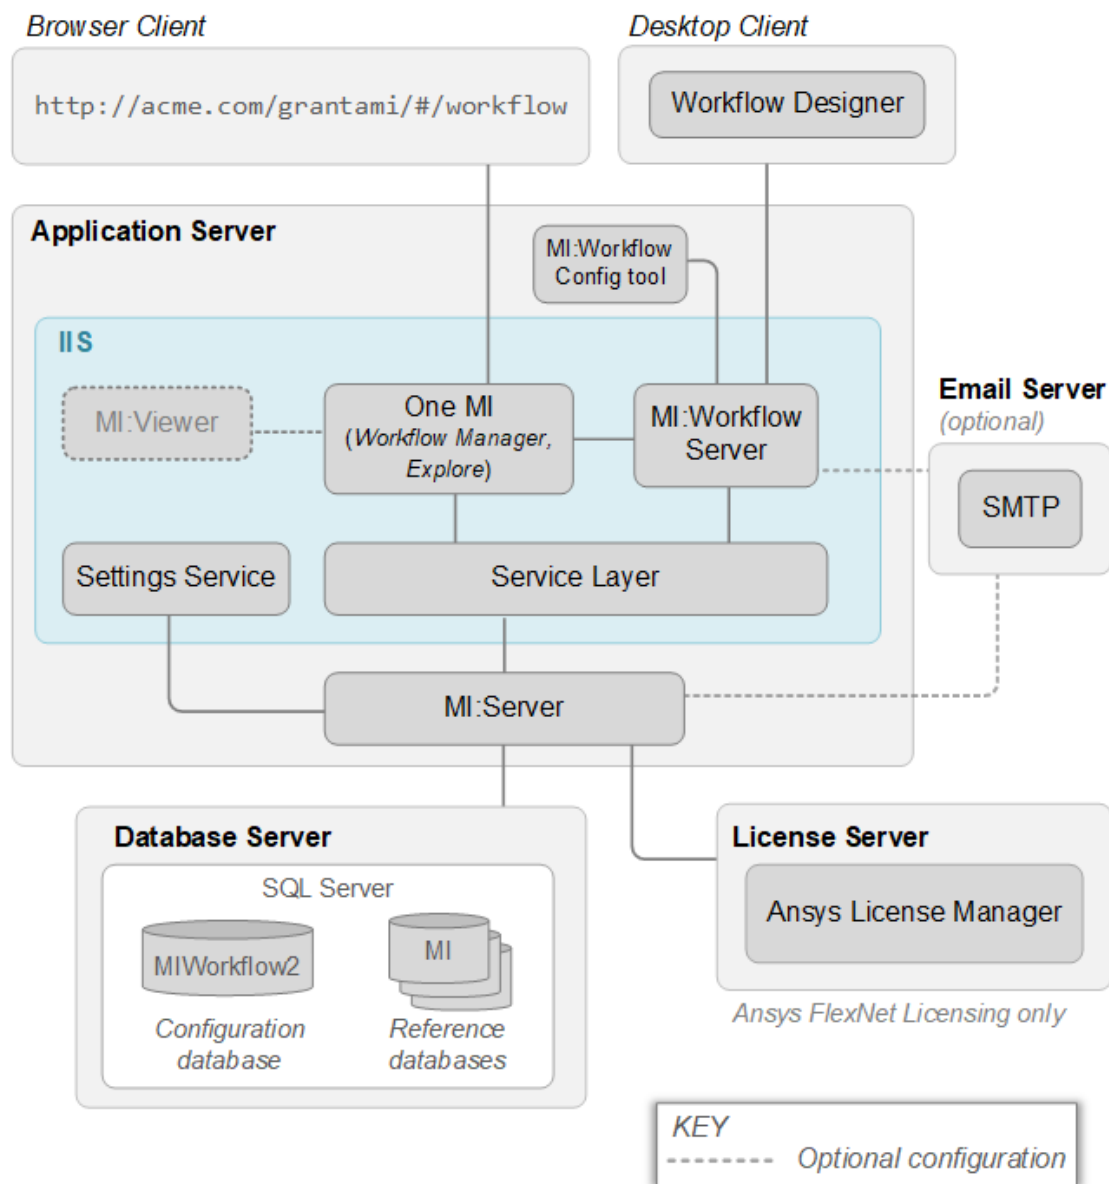 Browser Client
Desktop Client
http://acme.com/grantami/#/workflow
Workflow Designer
Application Server
MI:Workflow
Config tool
IIS
MI:Viewer
One MI
(Workflow Manager,
Explore)
MI:Workflow
Server
Email Server
(optional)
SMTP
Settings Service
Service Layer
MI:Server
Database Server
SQL Server
MIWorkflow2
MI
Configuration
database
Reference
databases
License Server
Ansys License Manager
Ansys FlexNet Licensing only
KEY
Optional configuration